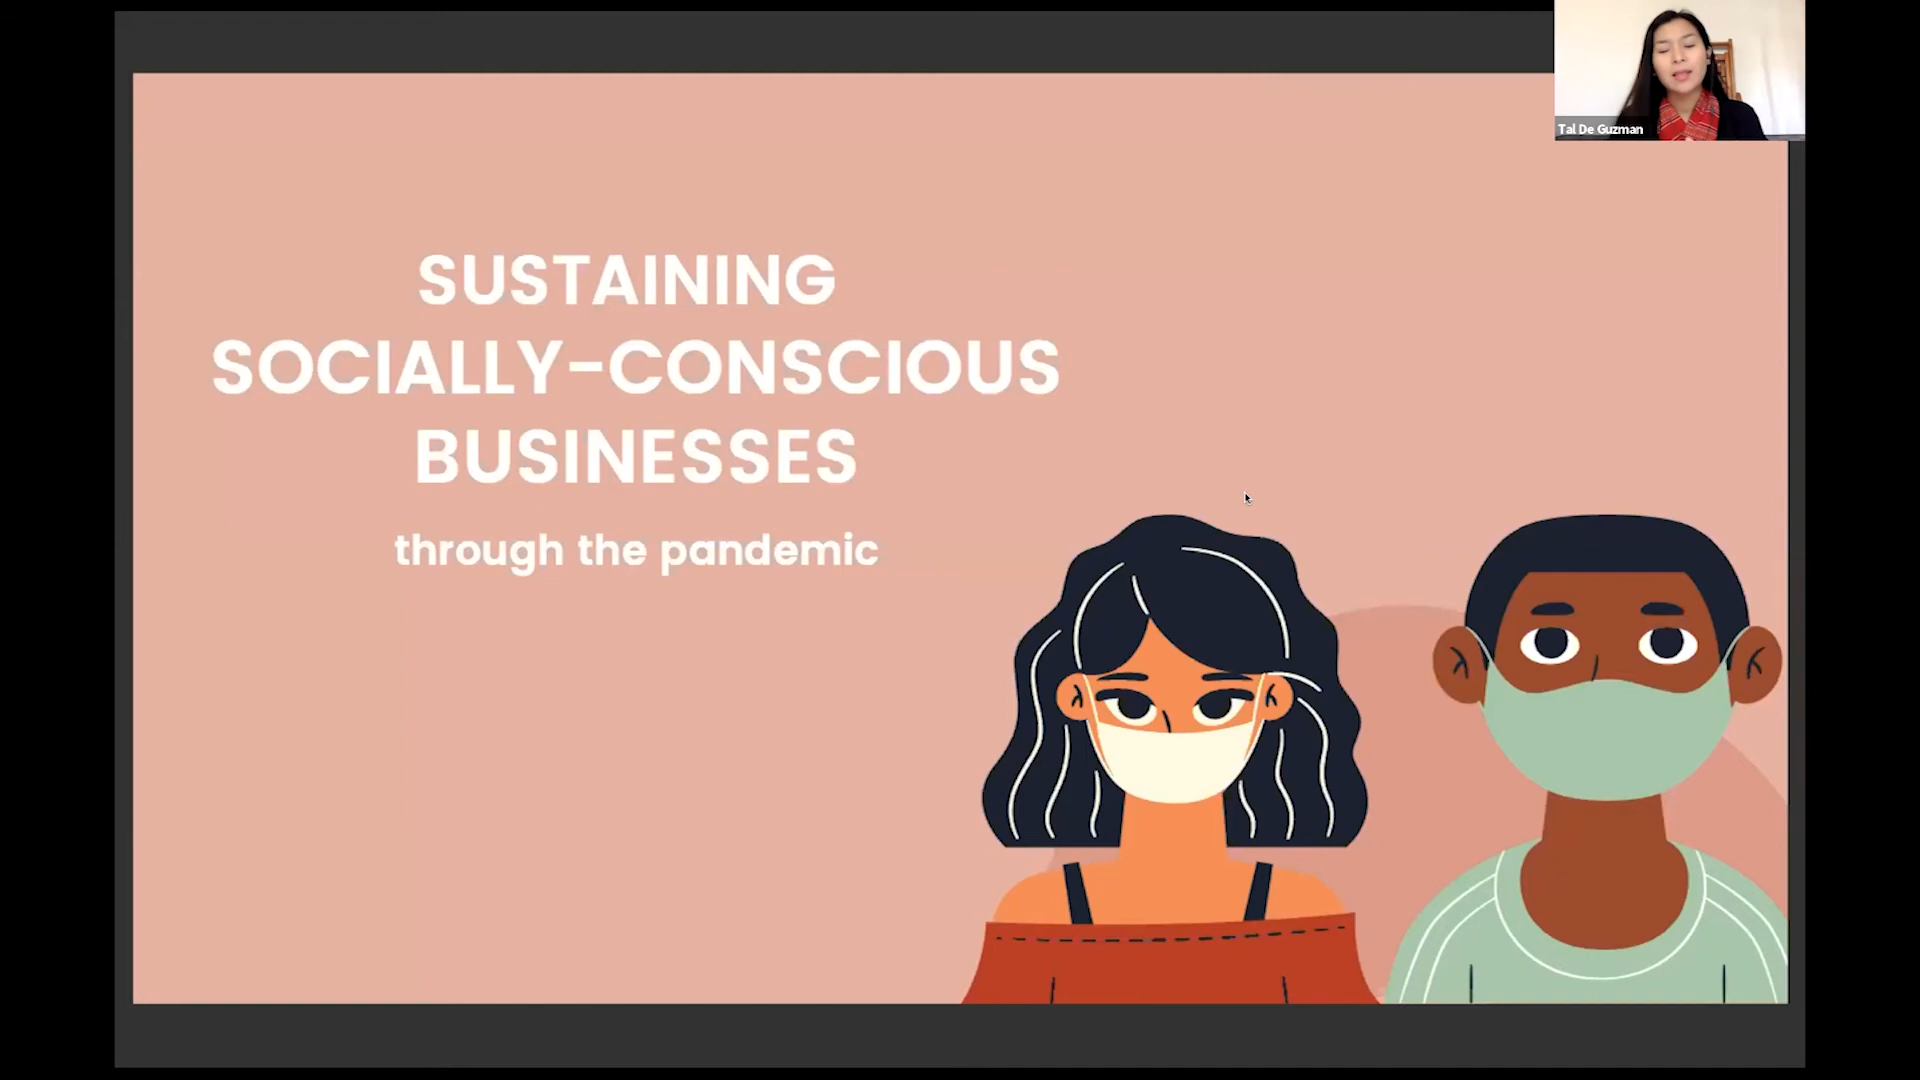 SUSTAINING
SOCIALLY-CONSCIOUS
BUSINESSES
through the pandemic
Tal De Guzman